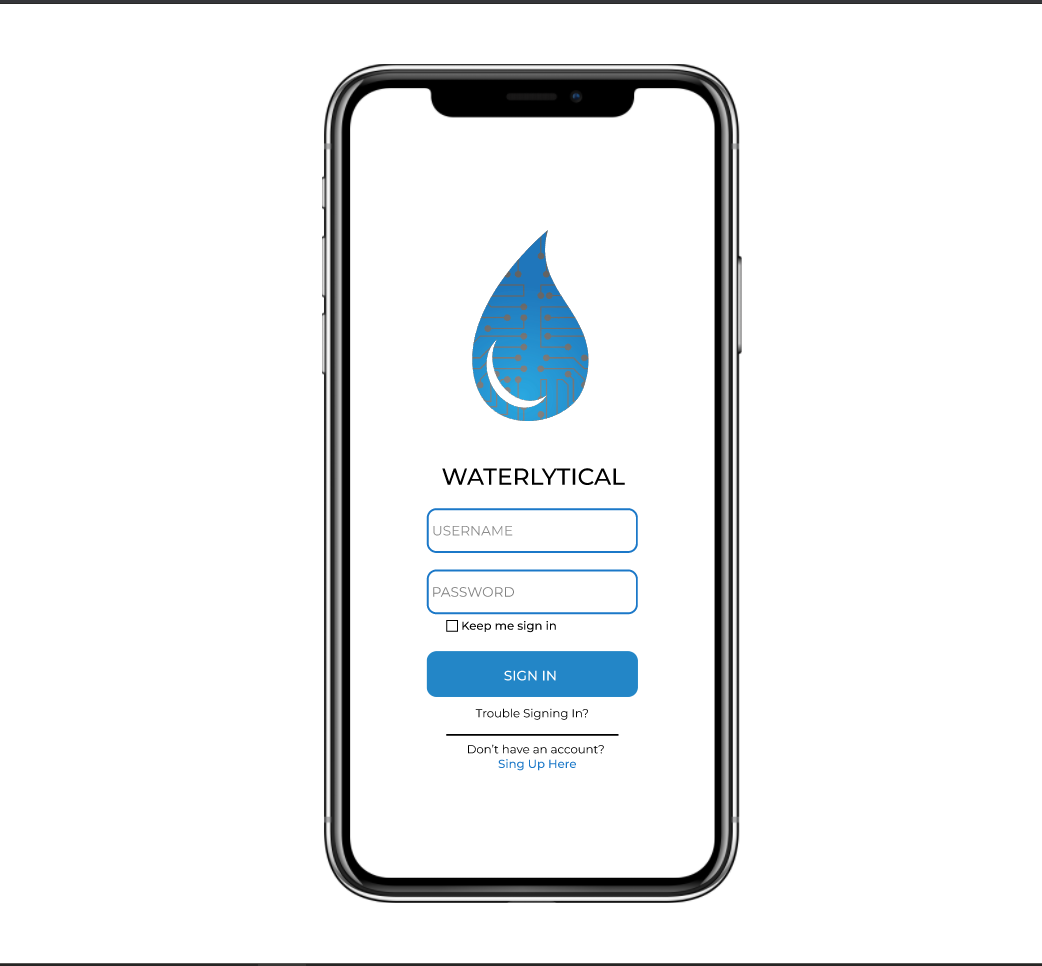 WATERLYTICAL
USERNAME
PASSWORD
Keep me sign in
SIGN IN
Trouble Signing In?
Don't have an account?
Sing Up Here